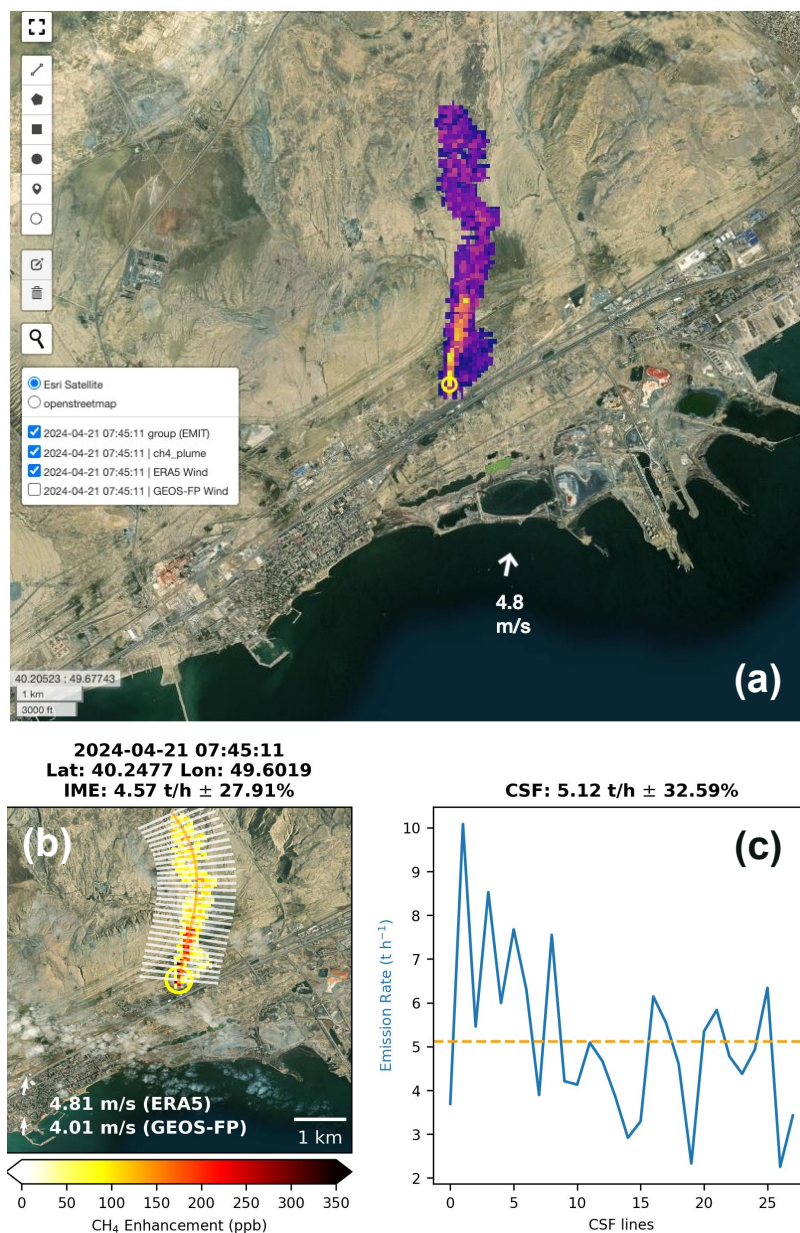 Esri Satellite
openstreetmap
2024-04-21 07:45:11 group (EMIT)
2024-04-21 07:45:11 | ch4_plume
2024-04-21 07:45:11 | ERA5 Wind
2024-04-21 07:45:11 | GEOS-FP Wind
4.8
m/s
40.20523 : 49.67743
1 km
3000 ft
(a)
2024-04-21 07:45:11
Lat: 40.2477 Lon: 49.6019
IME: 4.57 t/h ± 27.91%
(b)
4.81 m/s (ERA5)
4.01 m/s (GEOS-FP)
1 km
0 50 100 150 200 250 300 350
CH₄ Enhancement (ppb)
CSF: 5.12 t/h ± 32.59%
(c)
10
9
8
7
6
5
4
3
2
Emission Rate (t h⁻¹)
0 5 10 15 20 25
CSF lines